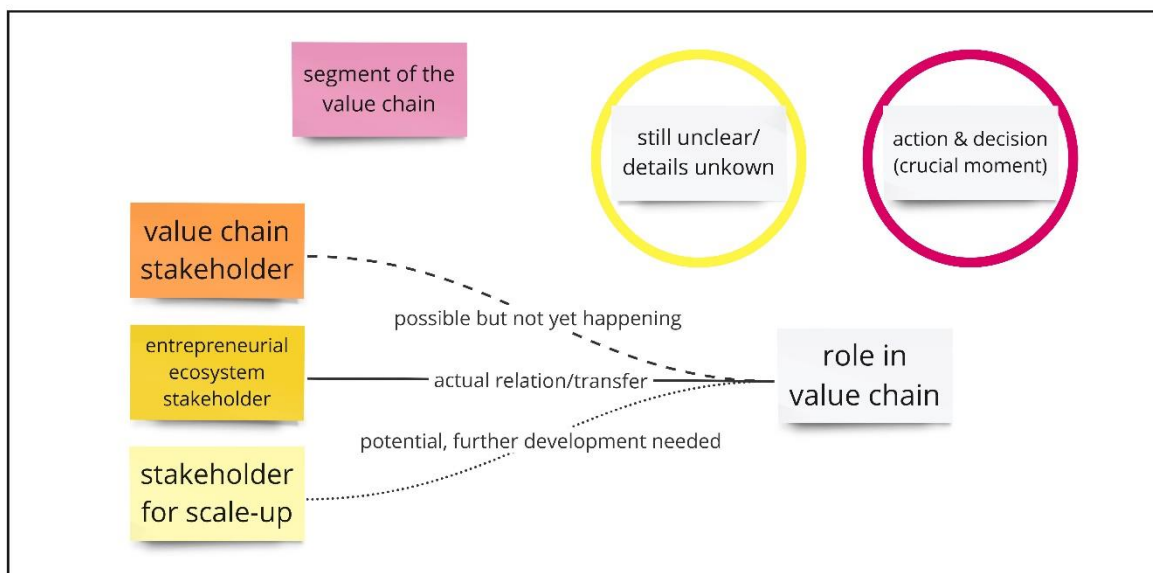 segment of the
value chain
still unclear/
details unkown
action & decision
(crucial moment)
value chain
stakeholder
possible but not yet happening
entrepreneurial
ecosystem
stakeholder
actual relation/transfer
role in
value chain
potential, further development needed
stakeholder
for scale-up